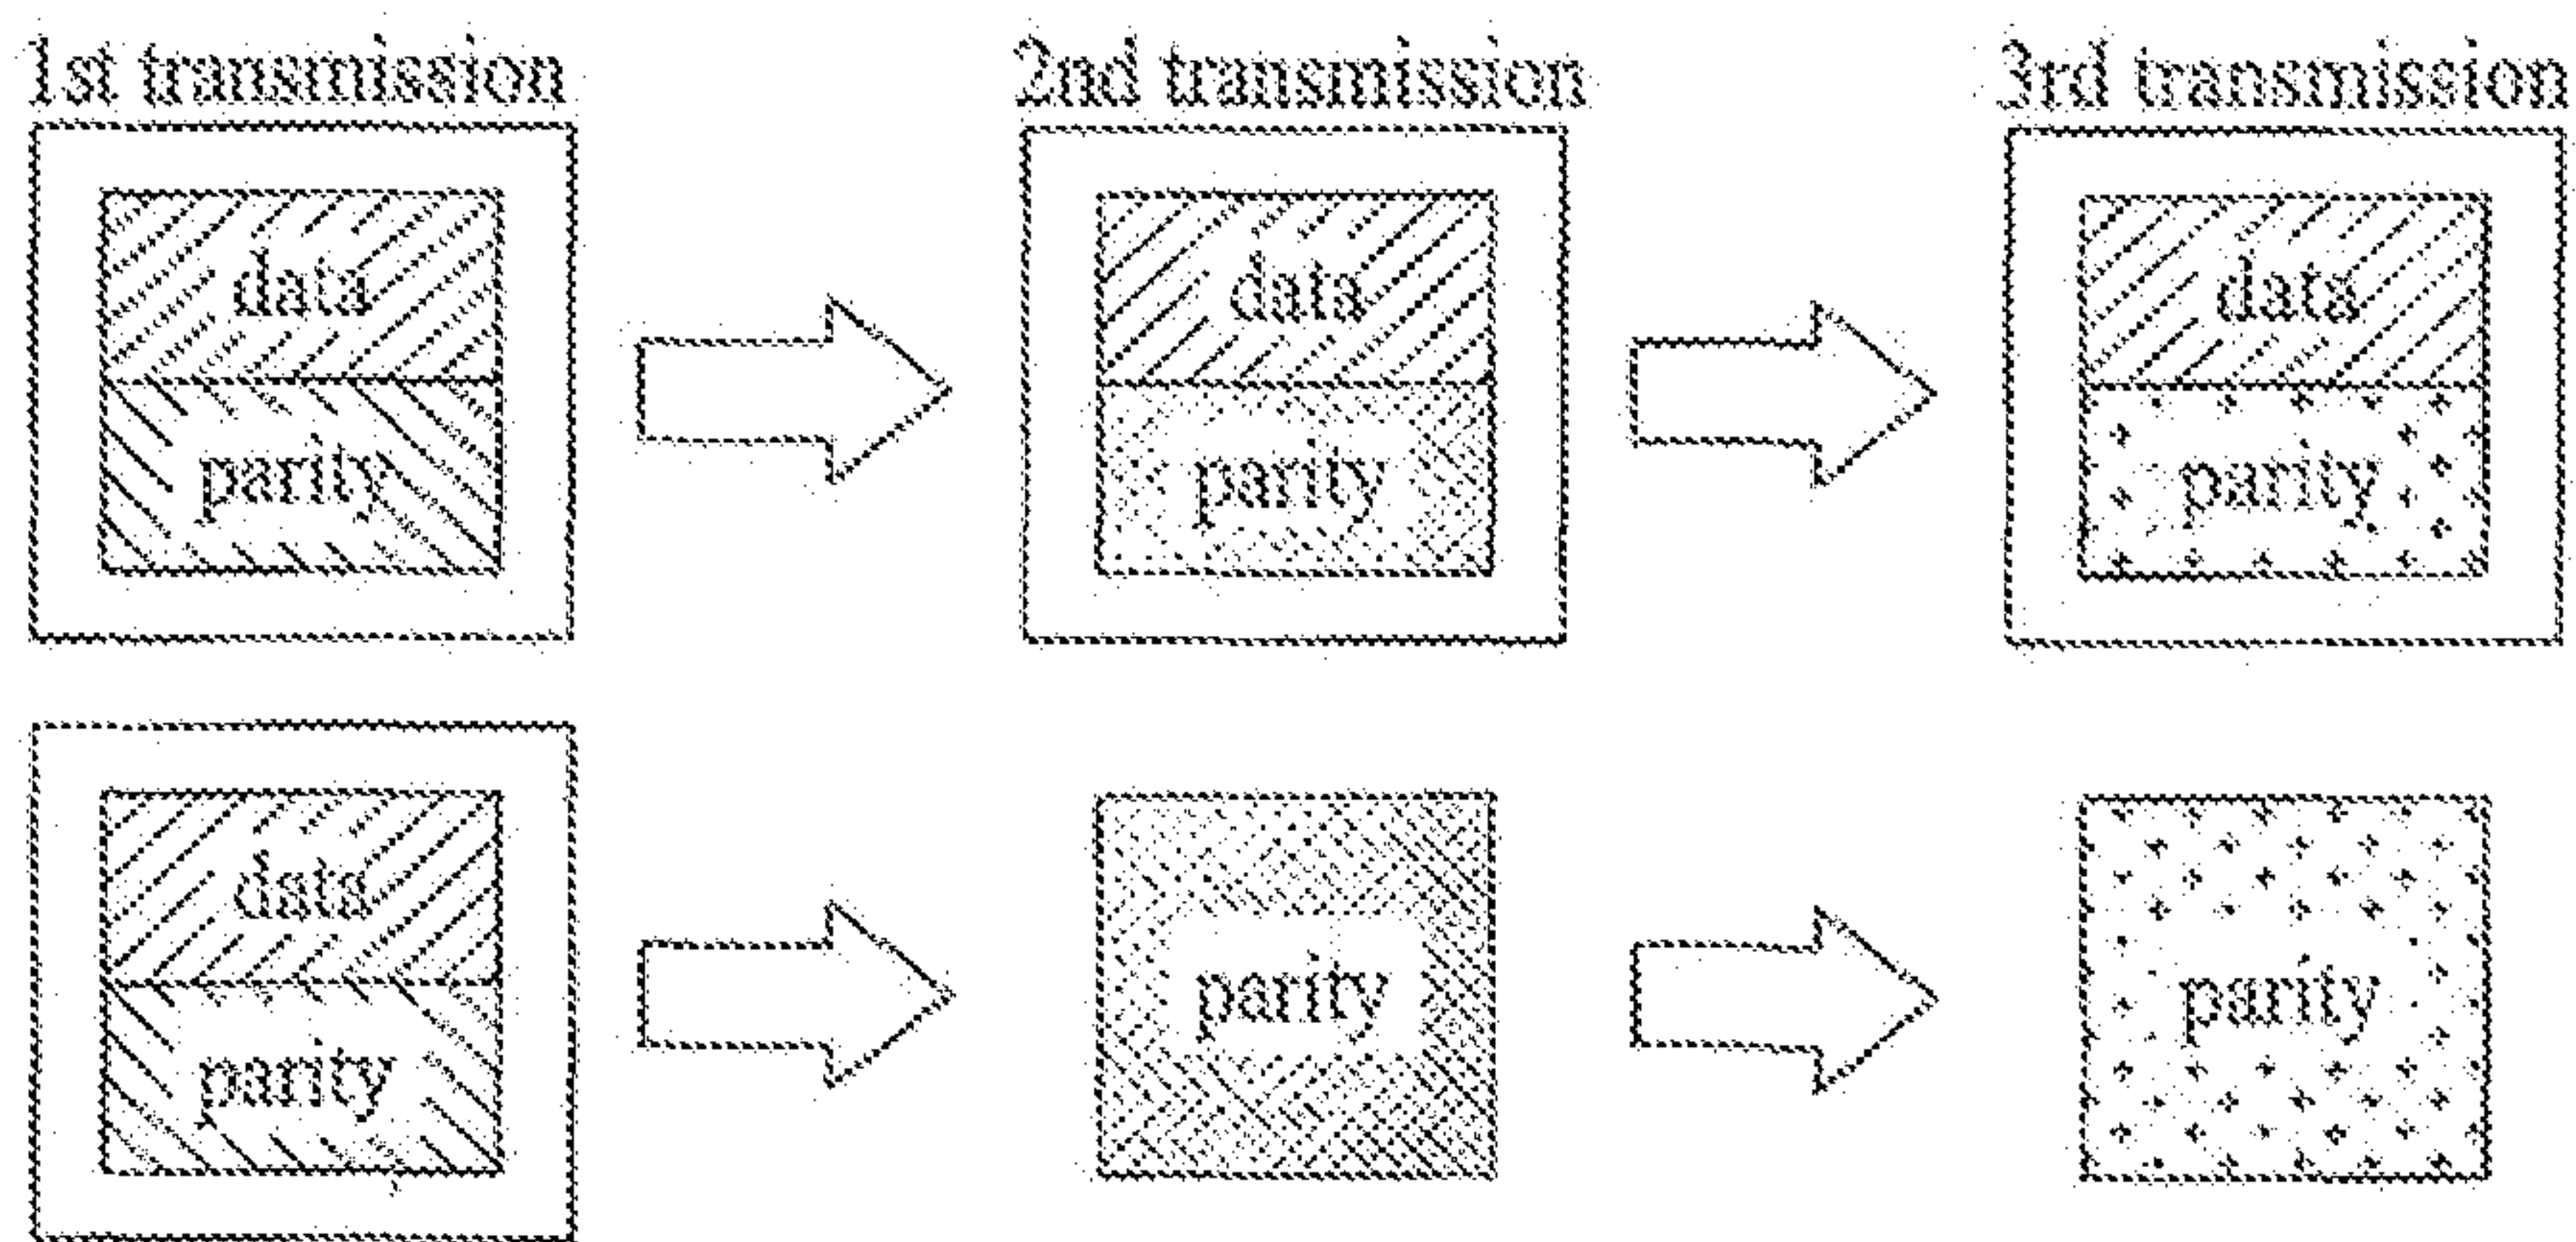 1st transmission 2nd transmission 3rd transmission
data data data
parity parity parity
data
parity parity
parity